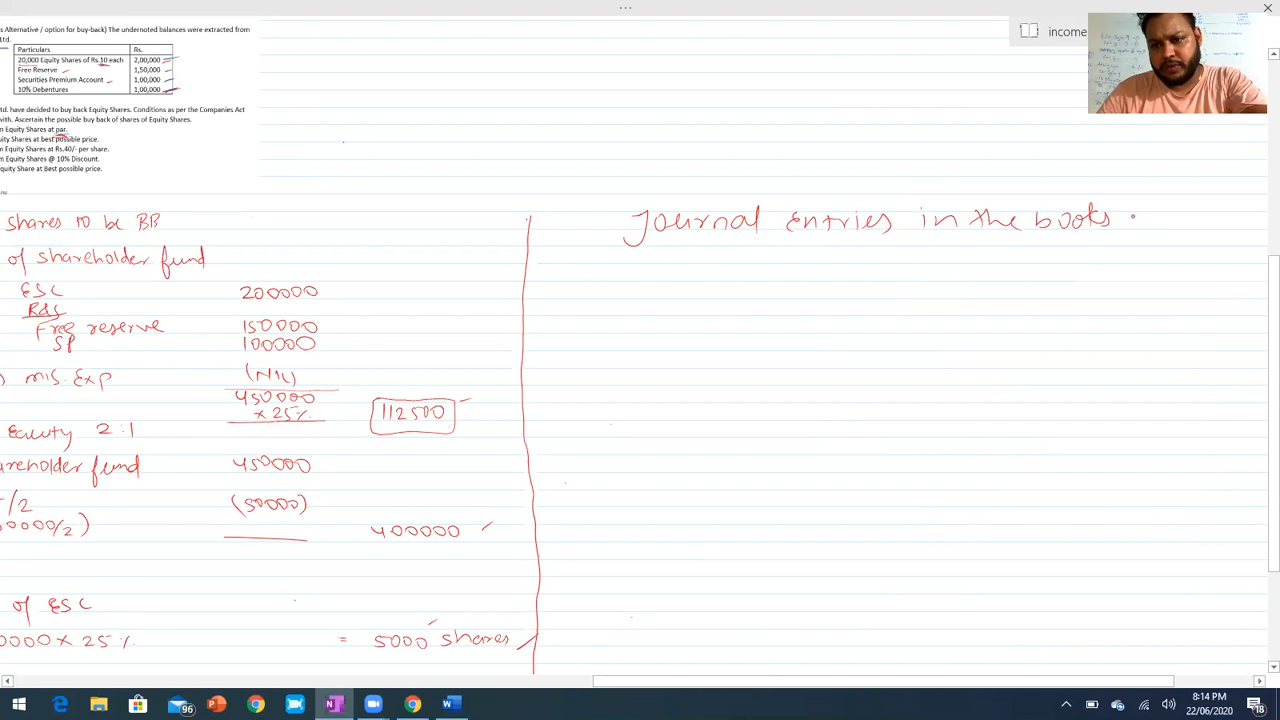 s Alternative / option for buy-back) The undernoted balances were extracted from
Ltd.
Particulars Rs.
20,000 Equity Shares of Rs.10 each 2,00,000
Free Reserve 1,50,000
Securities Premium Account 1,00,000
10% Debentures 1,00,000
Ltd. have decided to buy back Equity Shares. Conditions as per the Companies Act
with. Ascertain the possible buy back of shares of Equity Shares.
m Equity Shares at par.
uity Shares at best possible price.
m Equity Shares at Rs.40/- per share.
m Equity Shares @ 10% Discount.
quity Share at Best possible price.
income
shares to be BB
of shareholder fund
ESC 200000
R&S
Free reserve 150000
SP 100000
mis. Exp (NIL)
450000
x 25% 112500
Equity 2:1
areholder fund 450000
/2 (50000)
0000/2) 400000
of ESC
0000 x 25% = 5000 shares
Journal Entries in the books
96
8:14 PM
22/06/2020
18